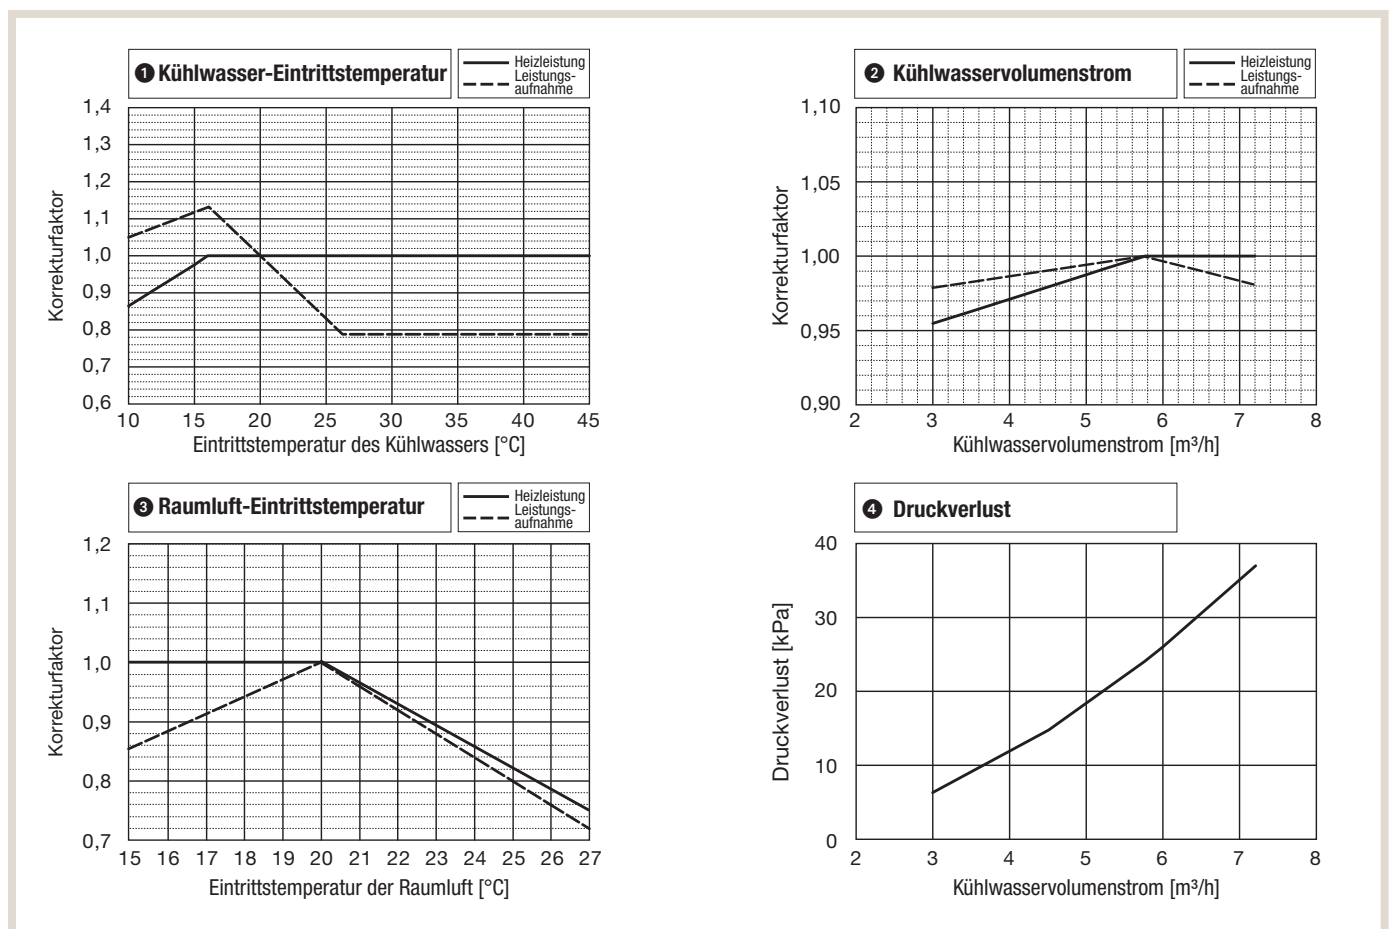 ❶ Kühlwasser-Eintrittstemperatur
Heizleistung
Leistungs-
aufnahme
1,4
1,3
1,2
1,1
1,0
0,9
0,8
0,7
0,6
Korrekturfaktor
10 15 20 25 30 35 40 45
Eintrittstemperatur des Kühlwassers [°C]
❷ Kühlwasservolumenstrom
Heizleistung
Leistungs-
aufnahme
1,10
1,05
1,00
0,95
0,90
Korrekturfaktor
2 3 4 5 6 7 8
Kühlwasservolumenstrom [m³/h]
❸ Raumluft-Eintrittstemperatur
Heizleistung
Leistungs-
aufnahme
1,2
1,1
1,0
0,9
0,8
0,7
Korrekturfaktor
15 16 17 18 19 20 21 22 23 24 25 26 27
Eintrittstemperatur der Raumluft [°C]
❹ Druckverlust
40
30
20
10
0
Druckverlust [kPa]
2 3 4 5 6 7 8
Kühlwasservolumenstrom [m³/h]